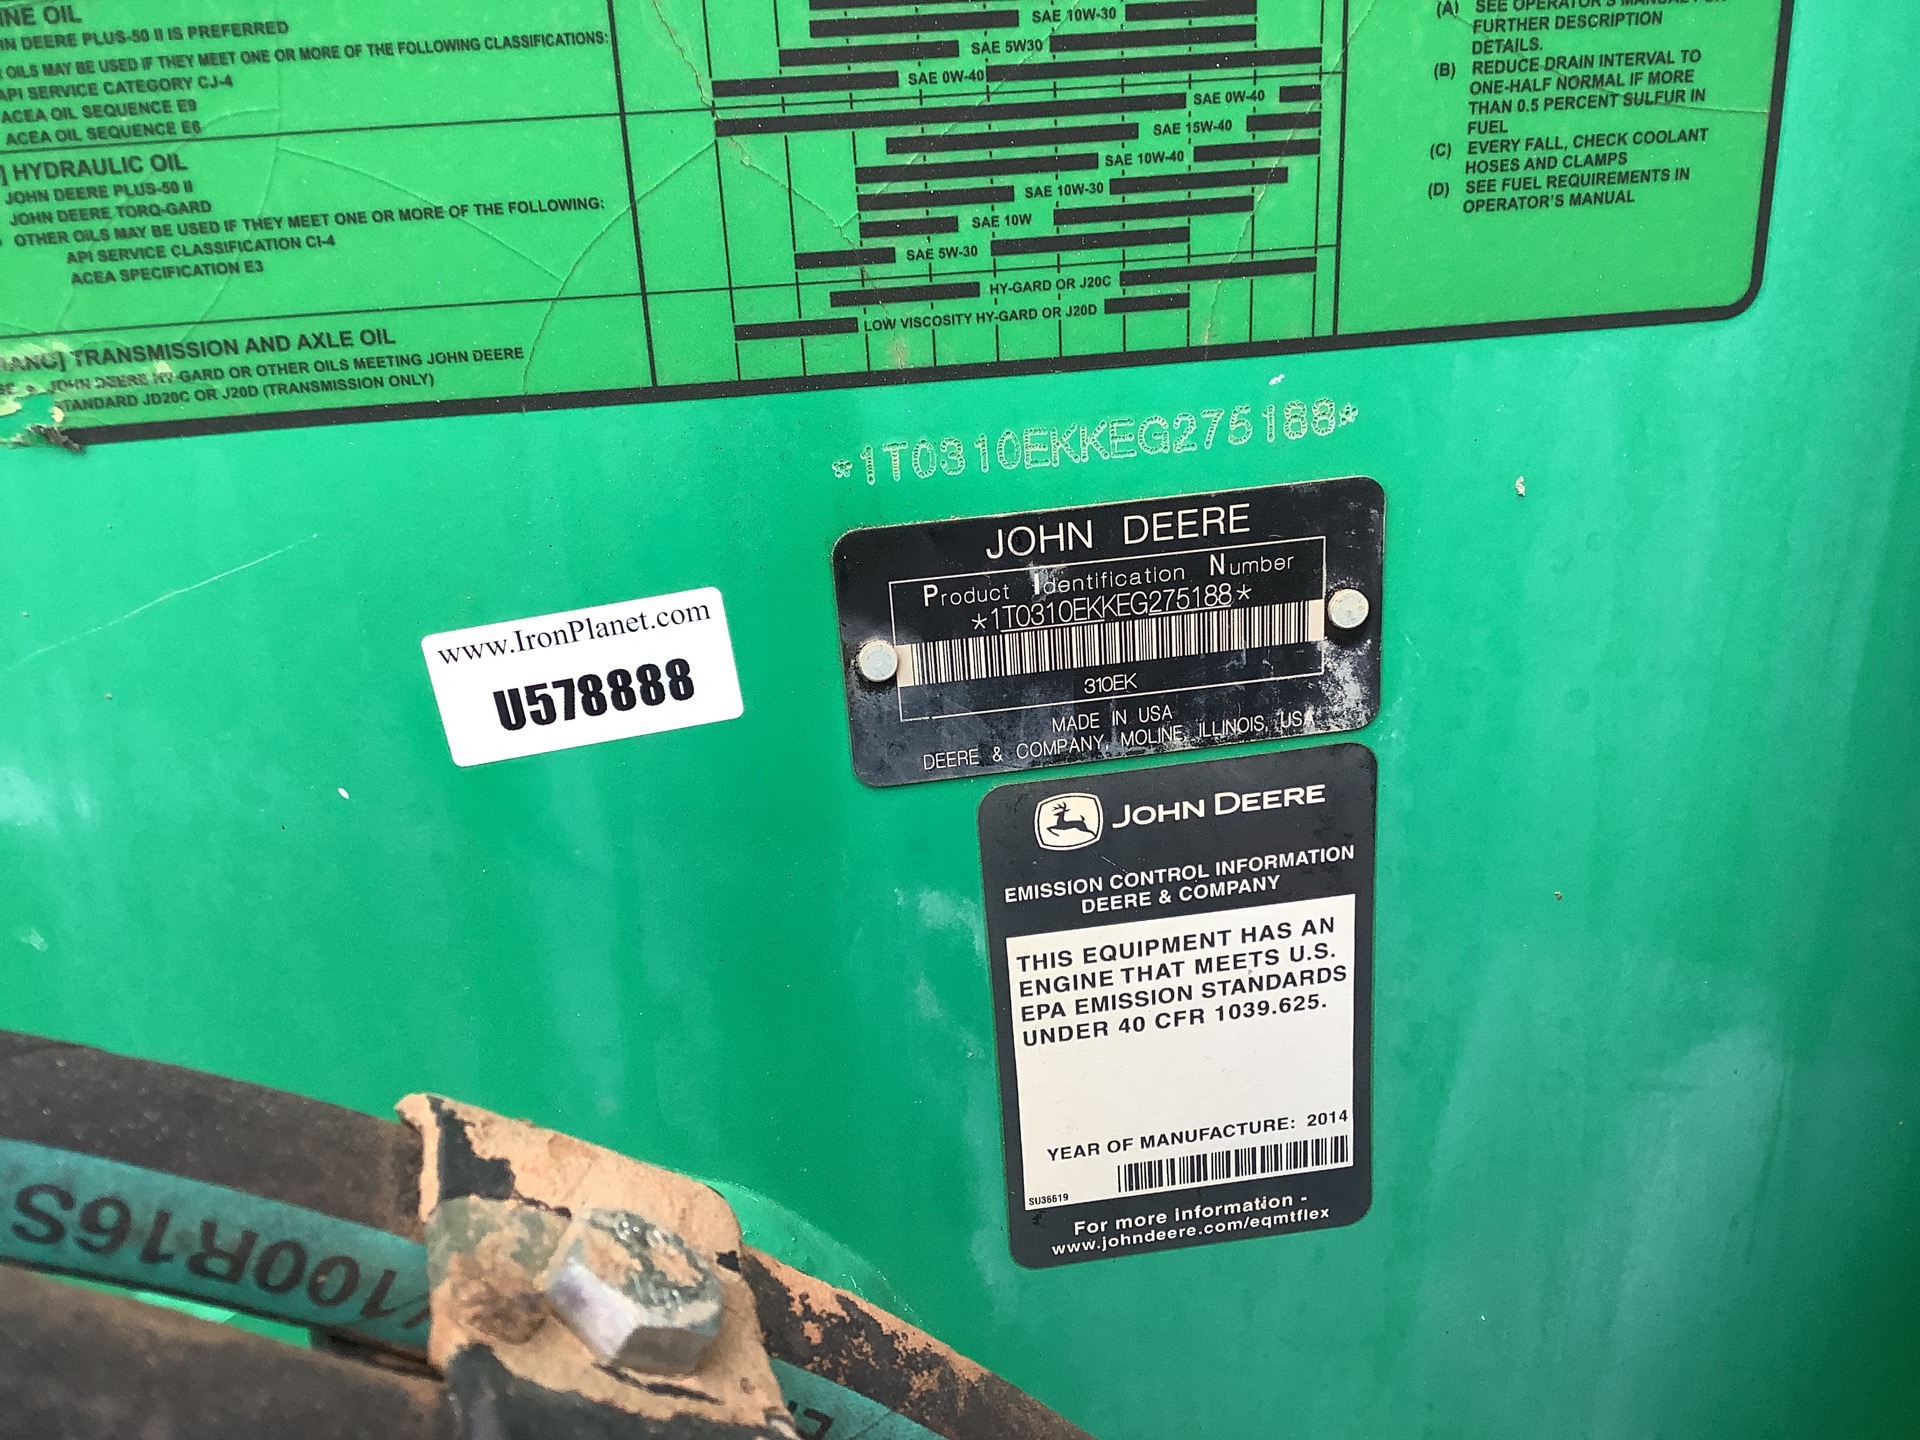 INE OIL
DEERE PLUS-50 II IS PREFERRED
OILS MAY BE USED IF THEY MEET ONE OR MORE OF THE FOLLOWING CLASSIFICATIONS:
API SERVICE CATEGORY CJ-4
ACEA OIL SEQUENCE E9
ACEA OIL SEQUENCE E6
] HYDRAULIC OIL
JOHN DEERE PLUS-50 II
JOHN DEERE TORQ-GARD
OTHER OILS MAY BE USED IF THEY MEET ONE OR MORE OF THE FOLLOWING:
API SERVICE CLASSIFICATION CI-4
ACEA SPECIFICATION E3
] TRANSMISSION AND AXLE OIL
JOHN DEERE HY-GARD OR OTHER OILS MEETING JOHN DEERE
STANDARD JD20C OR J20D (TRANSMISSION ONLY)
SAE 10W-30
SAE 5W30
SAE 0W-40
SAE 0W-40
SAE 15W-40
SAE 10W-40
SAE 10W-30
SAE 10W
SAE 5W-30
HY-GARD OR J20C
LOW VISCOSITY HY-GARD OR J20D
(A) SEE OPERATOR'S MANUAL FOR
FURTHER DESCRIPTION
DETAILS.
(B) REDUCE DRAIN INTERVAL TO
ONE-HALF NORMAL IF MORE
THAN 0.5 PERCENT SULFUR IN
FUEL
(C) EVERY FALL, CHECK COOLANT
HOSES AND CLAMPS
(D) SEE FUEL REQUIREMENTS IN
OPERATOR'S MANUAL
*1T0310EKKEG275188*
JOHN DEERE
Product Identification Number
*1T0310EKKEG275188*
310EK
MADE IN USA
DEERE & COMPANY, MOLINE, ILLINOIS, USA
www.IronPlanet.com
U578888
JOHN DEERE
EMISSION CONTROL INFORMATION
DEERE & COMPANY
THIS EQUIPMENT HAS AN
ENGINE THAT MEETS U.S.
EPA EMISSION STANDARDS
UNDER 40 CFR 1039.625.
YEAR OF MANUFACTURE: 2014
SU36619
For more information -
www.johndeere.com/eqmtflex
100R16S